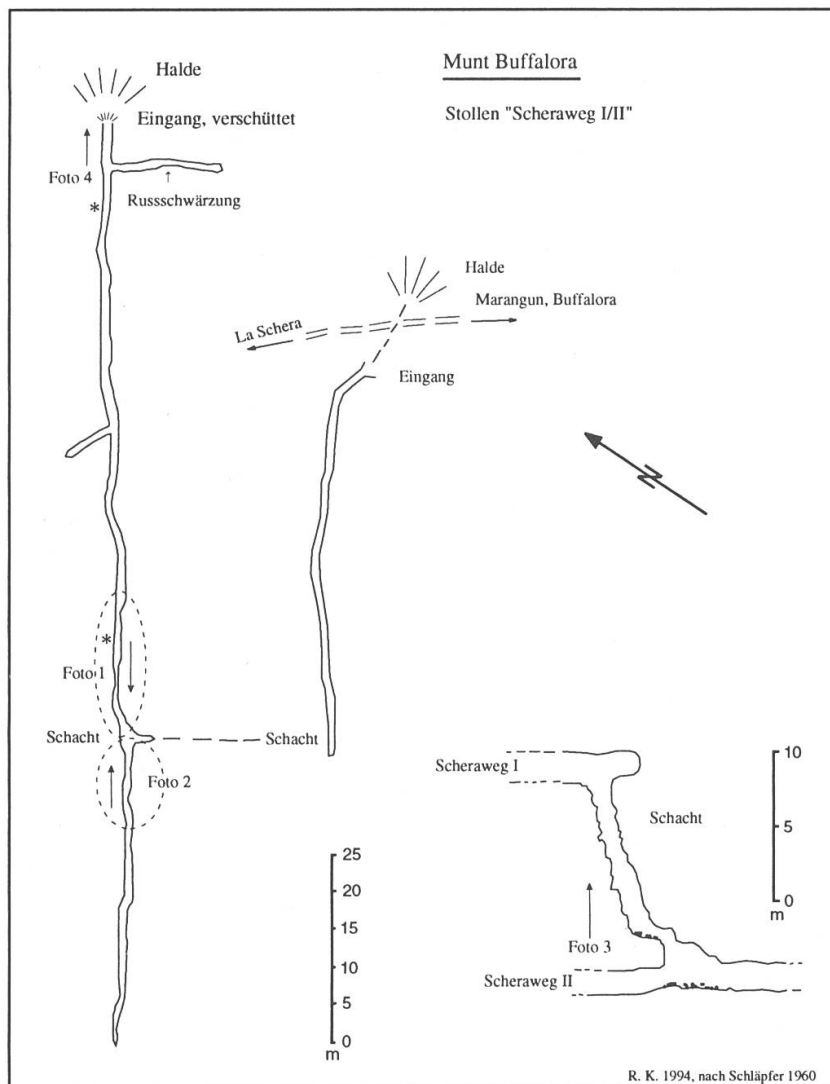 Munt Buffalora
Stollen "Scheraweg I/II"
Halde
Eingang, verschüttet
Foto 4
Russschwärzung
*
Halde
Marangun, Buffalora
La Schera
Eingang
N
*
Foto 1
Schacht
Schacht
Foto 2
25
20
15
10
5
0
m
Scheraweg I
Schacht
Foto 3
Scheraweg II
10
5
0
m
R. K. 1994, nach Schläpfer 1960